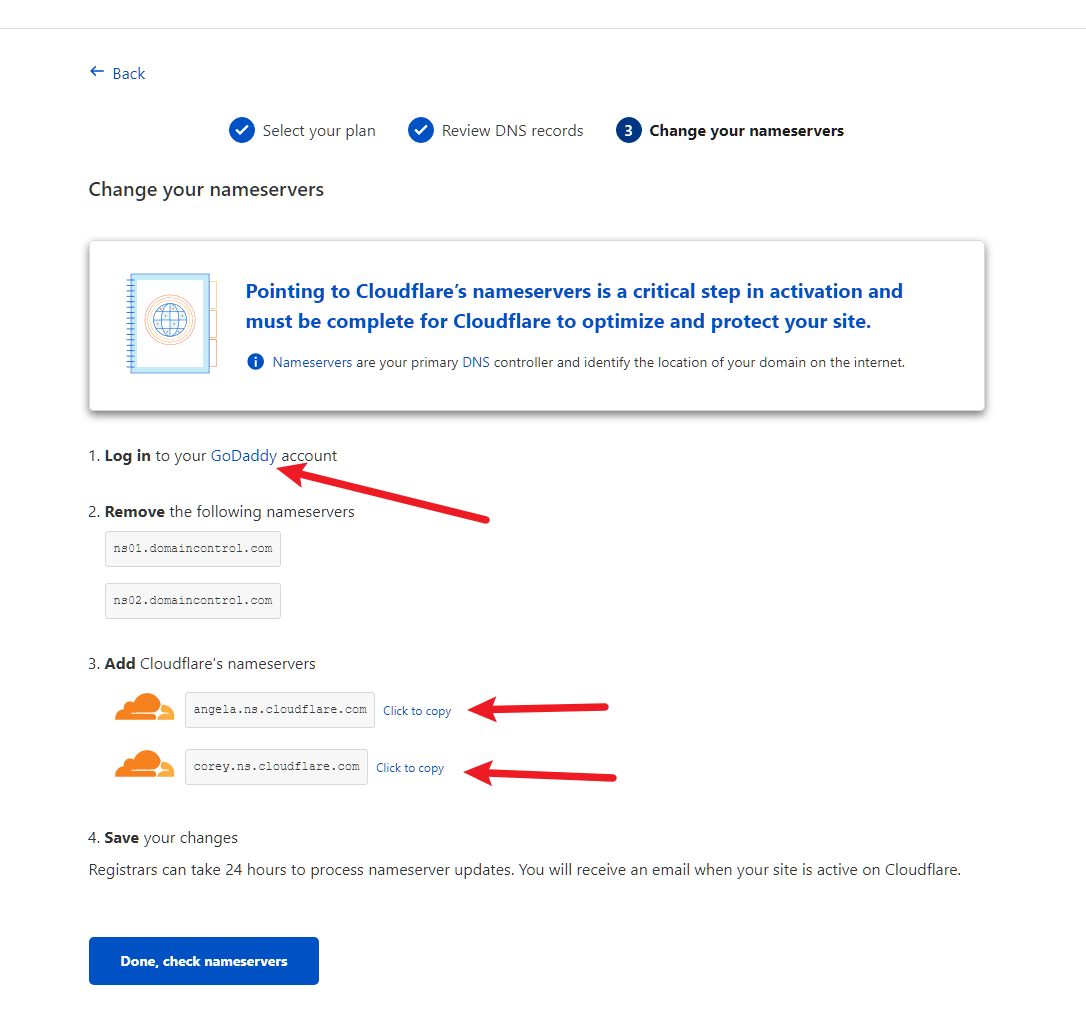 Back
Select your plan
Review DNS records
3 Change your nameservers
Change your nameservers
Pointing to Cloudflare’s nameservers is a critical step in activation and
must be complete for Cloudflare to optimize and protect your site.
Nameservers are your primary DNS controller and identify the location of your domain on the internet.
1. Log in to your GoDaddy account
2. Remove the following nameservers
ns01.domaincontrol.com
ns02.domaincontrol.com
3. Add Cloudflare's nameservers
angela.ns.cloudflare.com Click to copy
corey.ns.cloudflare.com Click to copy
4. Save your changes
Registrars can take 24 hours to process nameserver updates. You will receive an email when your site is active on Cloudflare.
Done, check nameservers